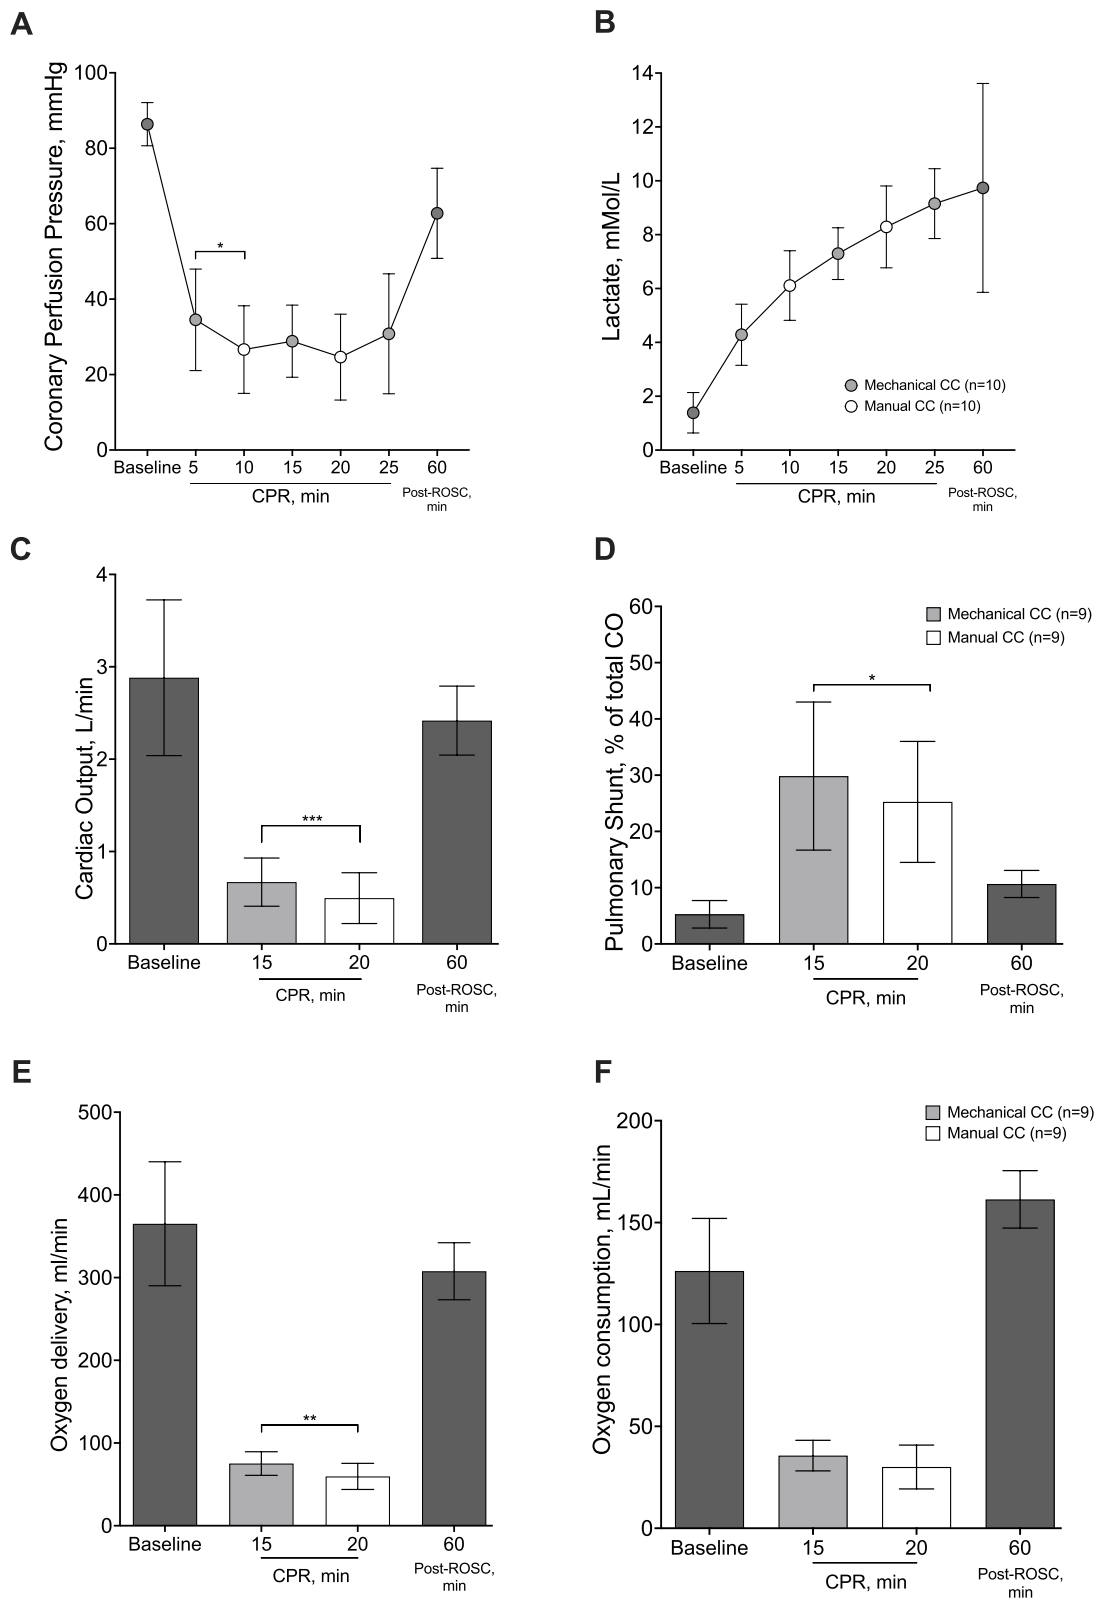 A
Coronary Perfusion Pressure, mmHg
100
80
60
40
20
0
*
Baseline 5 10 15 20 25 60
CPR, min
Post-ROSC,
min
B
Lactate, mMol/L
14
12
10
8
6
4
2
0
Mechanical CC (n=10)
Manual CC (n=10)
Baseline 5 10 15 20 25 60
CPR, min
Post-ROSC,
min
C
Cardiac Output, L/min
4
3
2
1
0
***
Baseline 15 20 60
CPR, min
Post-ROSC,
min
D
Pulmonary Shunt, % of total CO
60
50
40
30
20
10
0
Mechanical CC (n=9)
Manual CC (n=9)
*
Baseline 15 20 60
CPR, min
Post-ROSC,
min
E
Oxygen delivery, ml/min
500
400
300
200
100
0
**
Baseline 15 20 60
CPR, min
Post-ROSC,
min
F
Oxygen consumption, mL/min
200
150
100
50
0
Mechanical CC (n=9)
Manual CC (n=9)
Baseline 15 20 60
CPR, min
Post-ROSC,
min